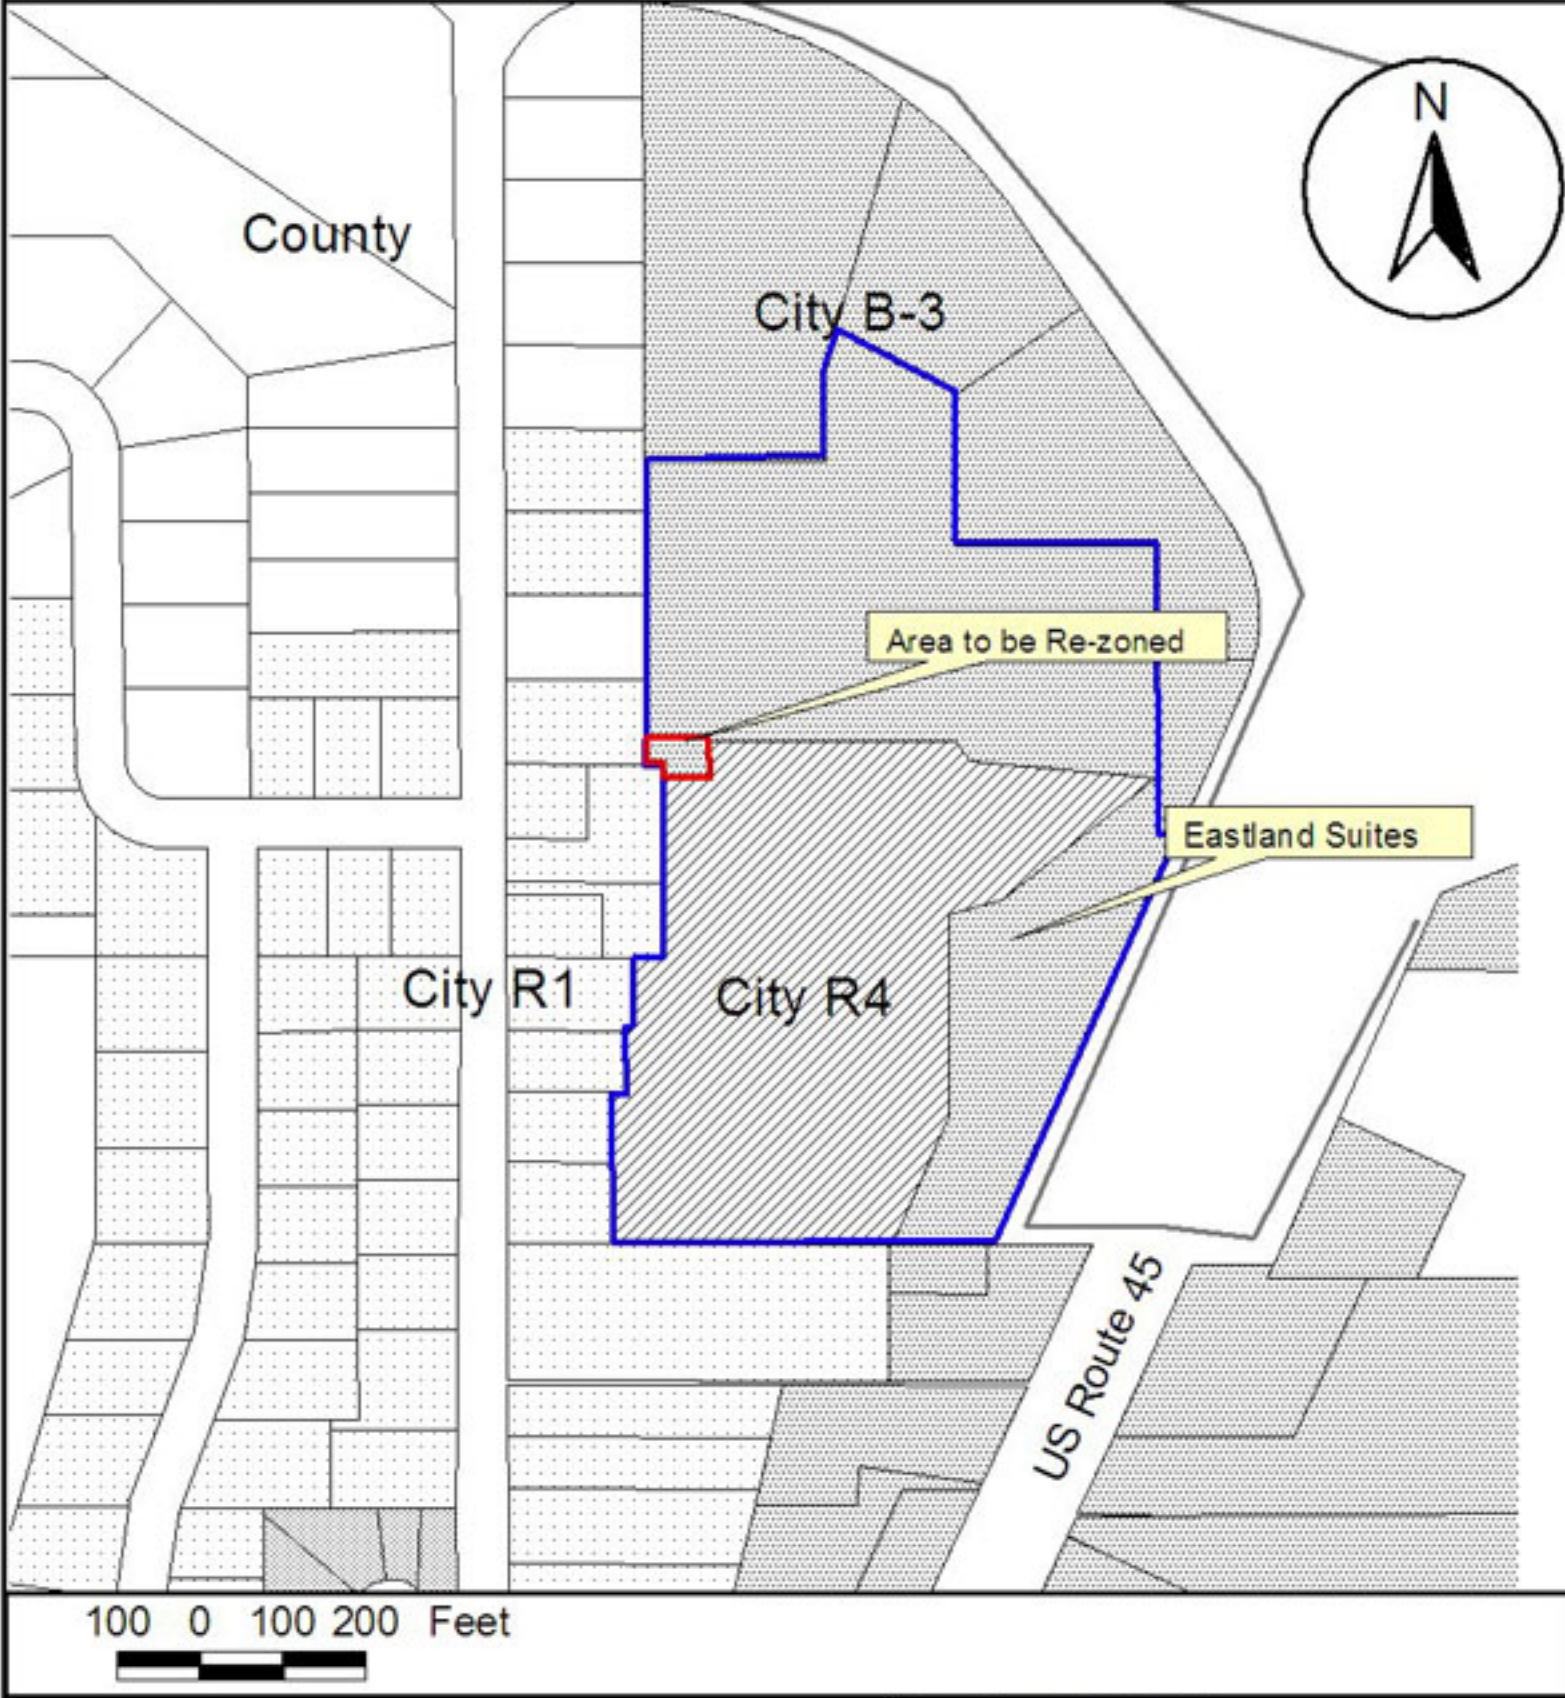 N
County
City B-3
Area to be Re-zoned
Eastland Suites
City R1
City R4
US Route 45
100 0 100 200 Feet